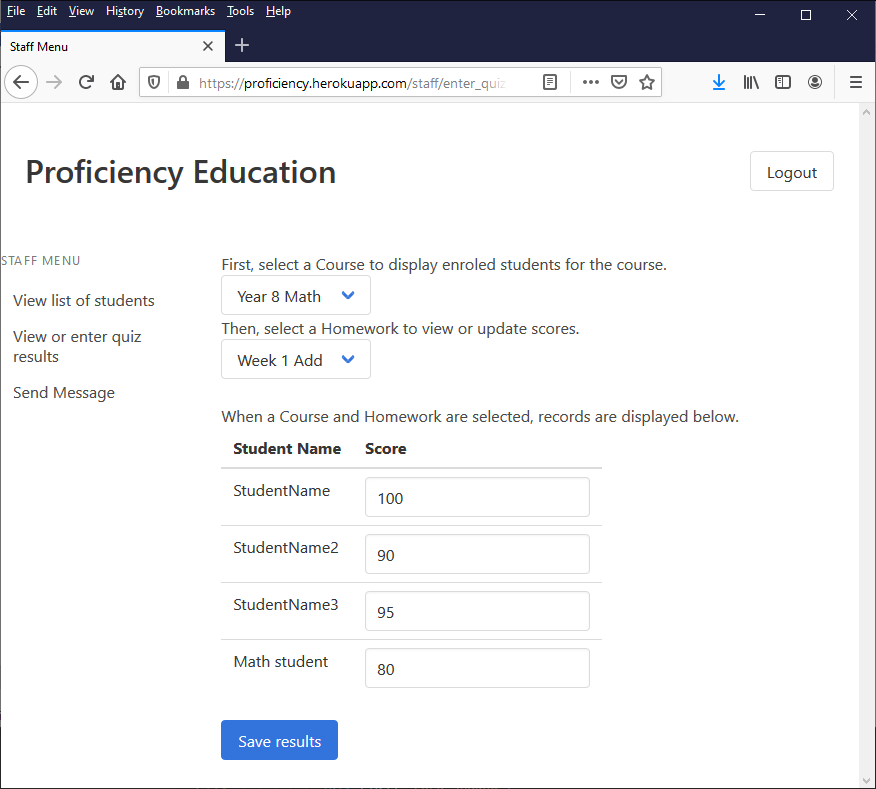 File Edit View History Bookmarks Tools Help
Staff Menu
https://proficiency.herokuapp.com/staff/enter_quiz
Proficiency Education
Logout
STAFF MENU
View list of students
View or enter quiz
results
Send Message
First, select a Course to display enroled students for the course.
Year 8 Math
Then, select a Homework to view or update scores.
Week 1 Add
When a Course and Homework are selected, records are displayed below.
Student Name Score
StudentName 100
StudentName2 90
StudentName3 95
Math student 80
Save results